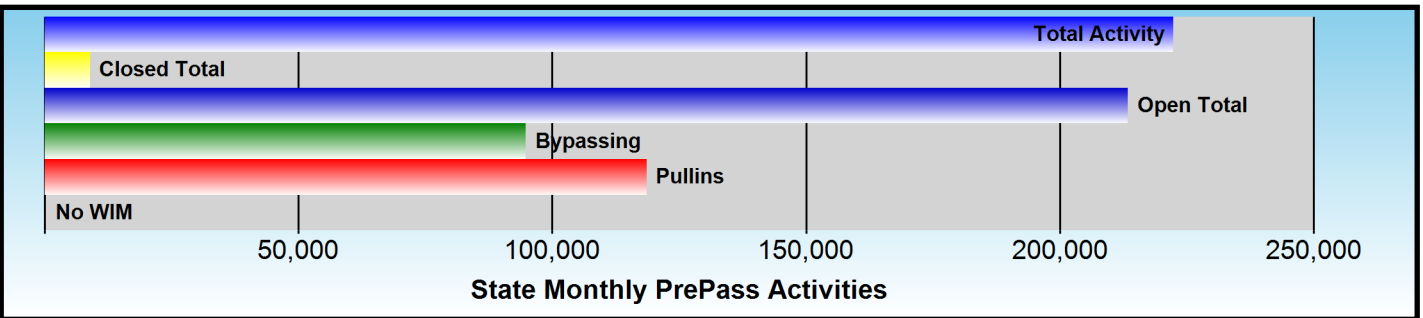 Total Activity
Closed Total
Open Total
Bypassing
Pullins
No WIM
50,000 100,000 150,000 200,000 250,000
State Monthly PrePass Activities